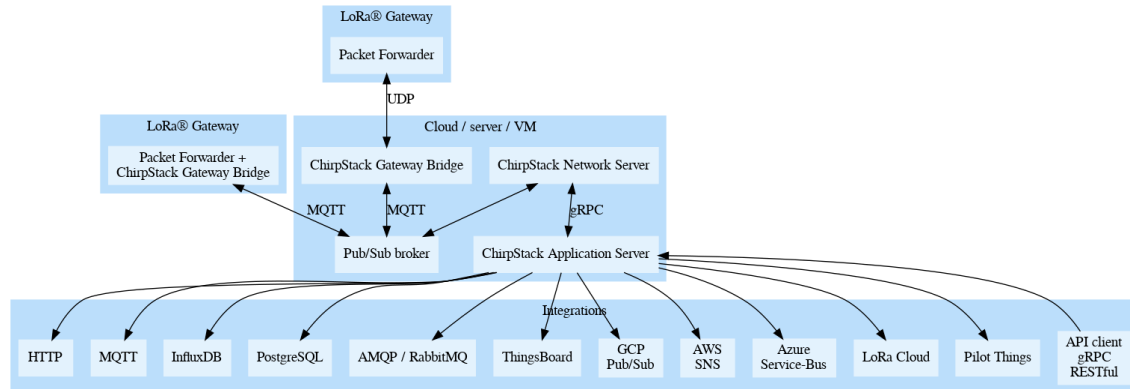 LoRa® Gateway
Packet Forwarder
UDP
LoRa® Gateway
Packet Forwarder +
ChirpStack Gateway Bridge
Cloud / server / VM
ChirpStack Gateway Bridge
ChirpStack Network Server
MQTT
MQTT
gRPC
Pub/Sub broker
ChirpStack Application Server
Integrations
HTTP
MQTT
InfluxDB
PostgreSQL
AMQP / RabbitMQ
ThingsBoard
GCP
Pub/Sub
AWS
SNS
Azure
Service-Bus
LoRa Cloud
Pilot Things
API client
gRPC
RESTful